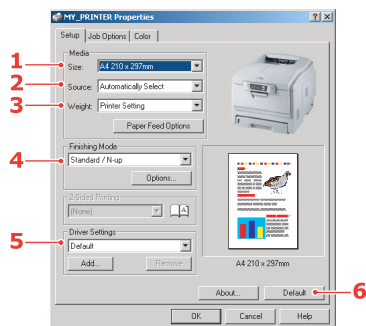 MY_PRINTER Properties
Setup Job Options Color
Media
1 Size: A4 210 x 297mm
2 Source: Automatically Select
3 Weight: Printer Setting
Paper Feed Options
Finishing Mode
4 Standard / N-up
Options...
2-Sided Printing
(None)
A
Driver Settings
5 Default
Add... Remove
A4 210 x 297mm
About... Default 6
OK Cancel Help